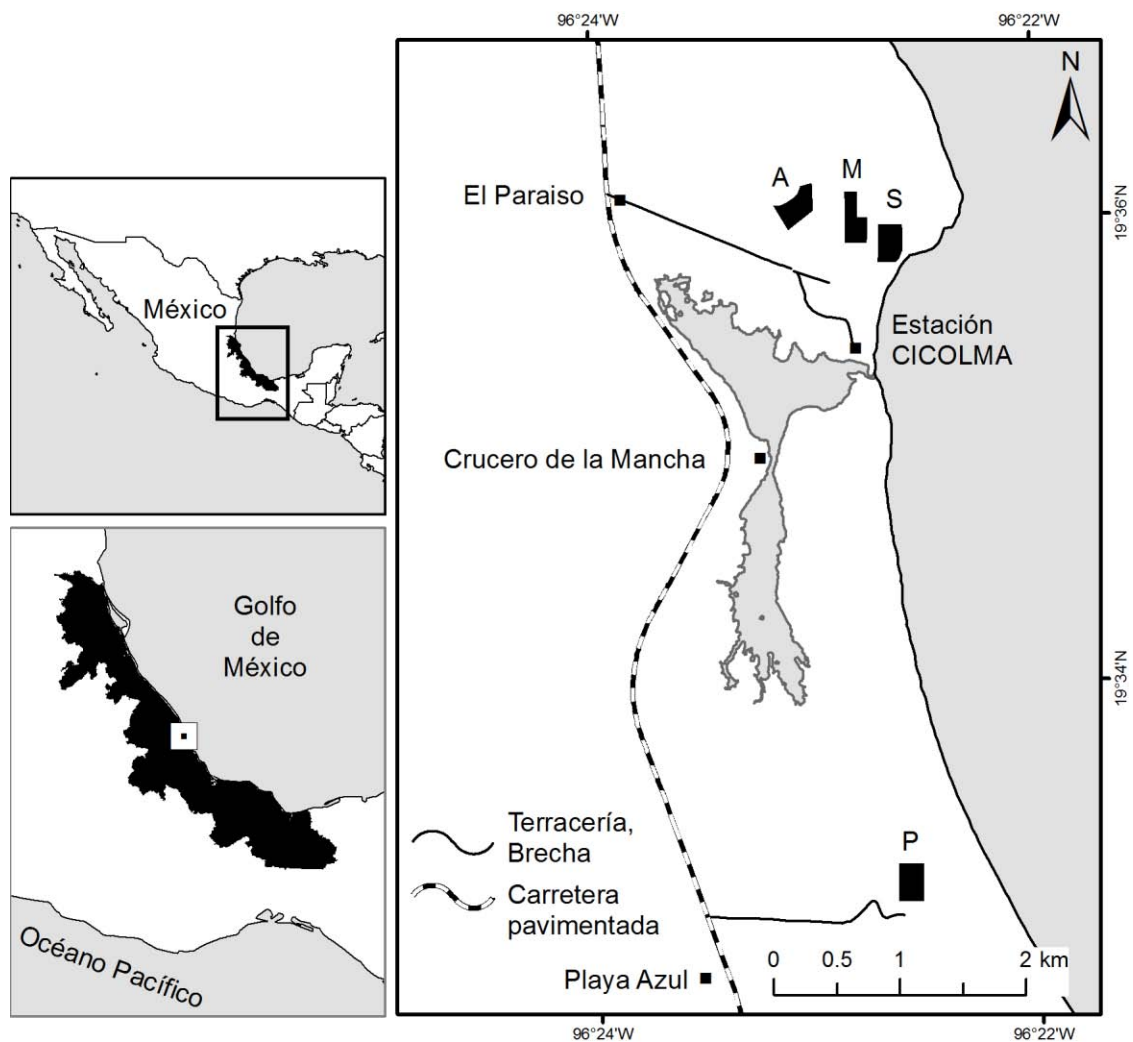 96°24'W
96°22'W
N
A
M
S
El Paraiso
19°36'N
México
Estación
CICOLMA
Crucero de la Mancha
Golfo
de
México
19°34'N
Terracería,
Brecha
P
Carretera
pavimentada
0 0.5 1 2 km
Océano Pacífico
Playa Azul
96°24'W
96°22'W